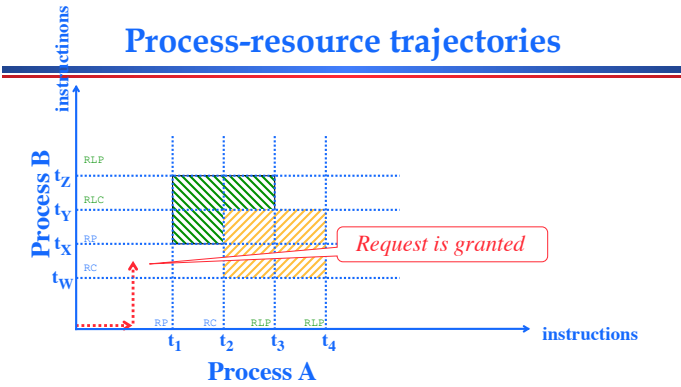 Process-resource trajectories
instructinons
Process B
RLP
tZ
RLC
tY
RP
tX
RC
tW
Request is granted
RP
RC
RLP
RLP
t1
t2
t3
t4
instructions
Process A